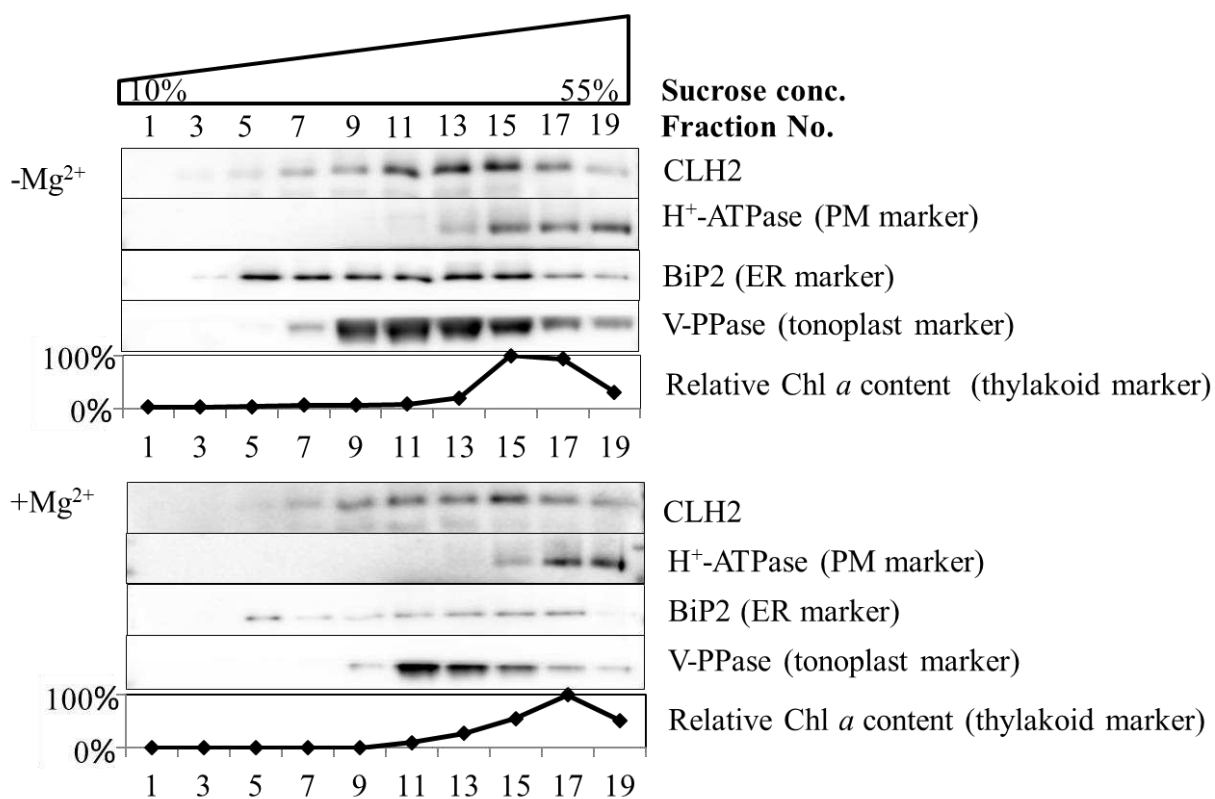 10% 55% Sucrose conc.
1 3 5 7 9 11 13 15 17 19 Fraction No.
-Mg²⁺ CLH2
H⁺-ATPase (PM marker)
BiP2 (ER marker)
V-PPase (tonoplast marker)
100%
Relative Chl a content (thylakoid marker)
0%
1 3 5 7 9 11 13 15 17 19
+Mg²⁺ CLH2
H⁺-ATPase (PM marker)
BiP2 (ER marker)
V-PPase (tonoplast marker)
100%
Relative Chl a content (thylakoid marker)
0%
1 3 5 7 9 11 13 15 17 19